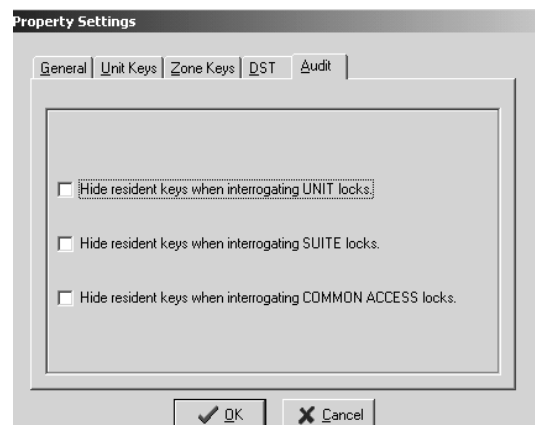 Property Settings
General Unit Keys Zone Keys DST Audit
Hide resident keys when interrogating UNIT locks.
Hide resident keys when interrogating SUITE locks.
Hide resident keys when interrogating COMMON ACCESS locks.
OK Cancel